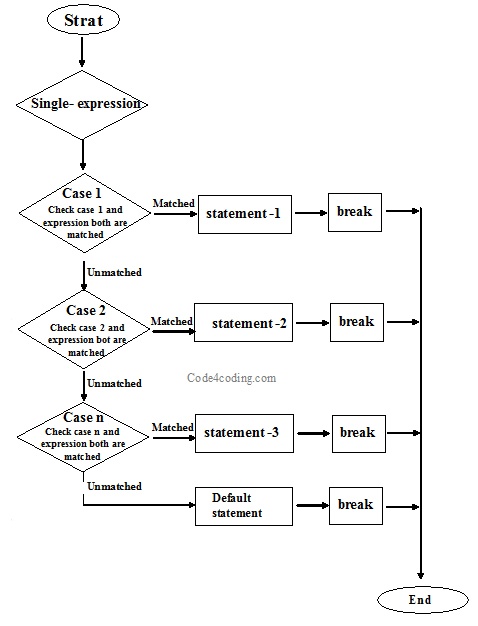 Strat
Single- expression
Case 1
Check case 1 and
expression both are
matched
Matched
statement-1
break
Unmatched
Case 2
Check case 2 and
expression bot are
matched
Matched
statement-2
break
Unmatched
Code4coding.com
Case n
Check case n and
expression both are
matched
Matched
statement-3
break
Unmatched
Default
statement
break
End